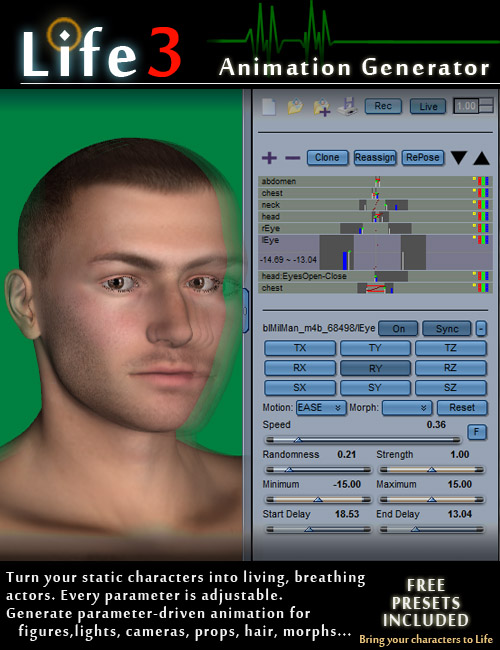 Life 3
Animation Generator
Rec Live 1.00
Clone Reassign RePose
abdomen
chest
neck
head
rEye
lEye
-14.69 ~ -13.04
head:EyesOpen-Close
chest
blMilMan_m4b_68498/lEye On Sync -
TX TY TZ
RX RY RZ
SX SY SZ
Motion: EASE Morph: Reset
Speed 0.36 F
Randomness 0.21 Strength 1.00
Minimum -15.00 Maximum 15.00
Start Delay 18.53 End Delay 13.04
Turn your static characters into living, breathing
actors. Every parameter is adjustable.
Generate parameter-driven animation for
figures,lights, cameras, props, hair, morphs...
FREE
PRESETS
INCLUDED
Bring your characters to Life